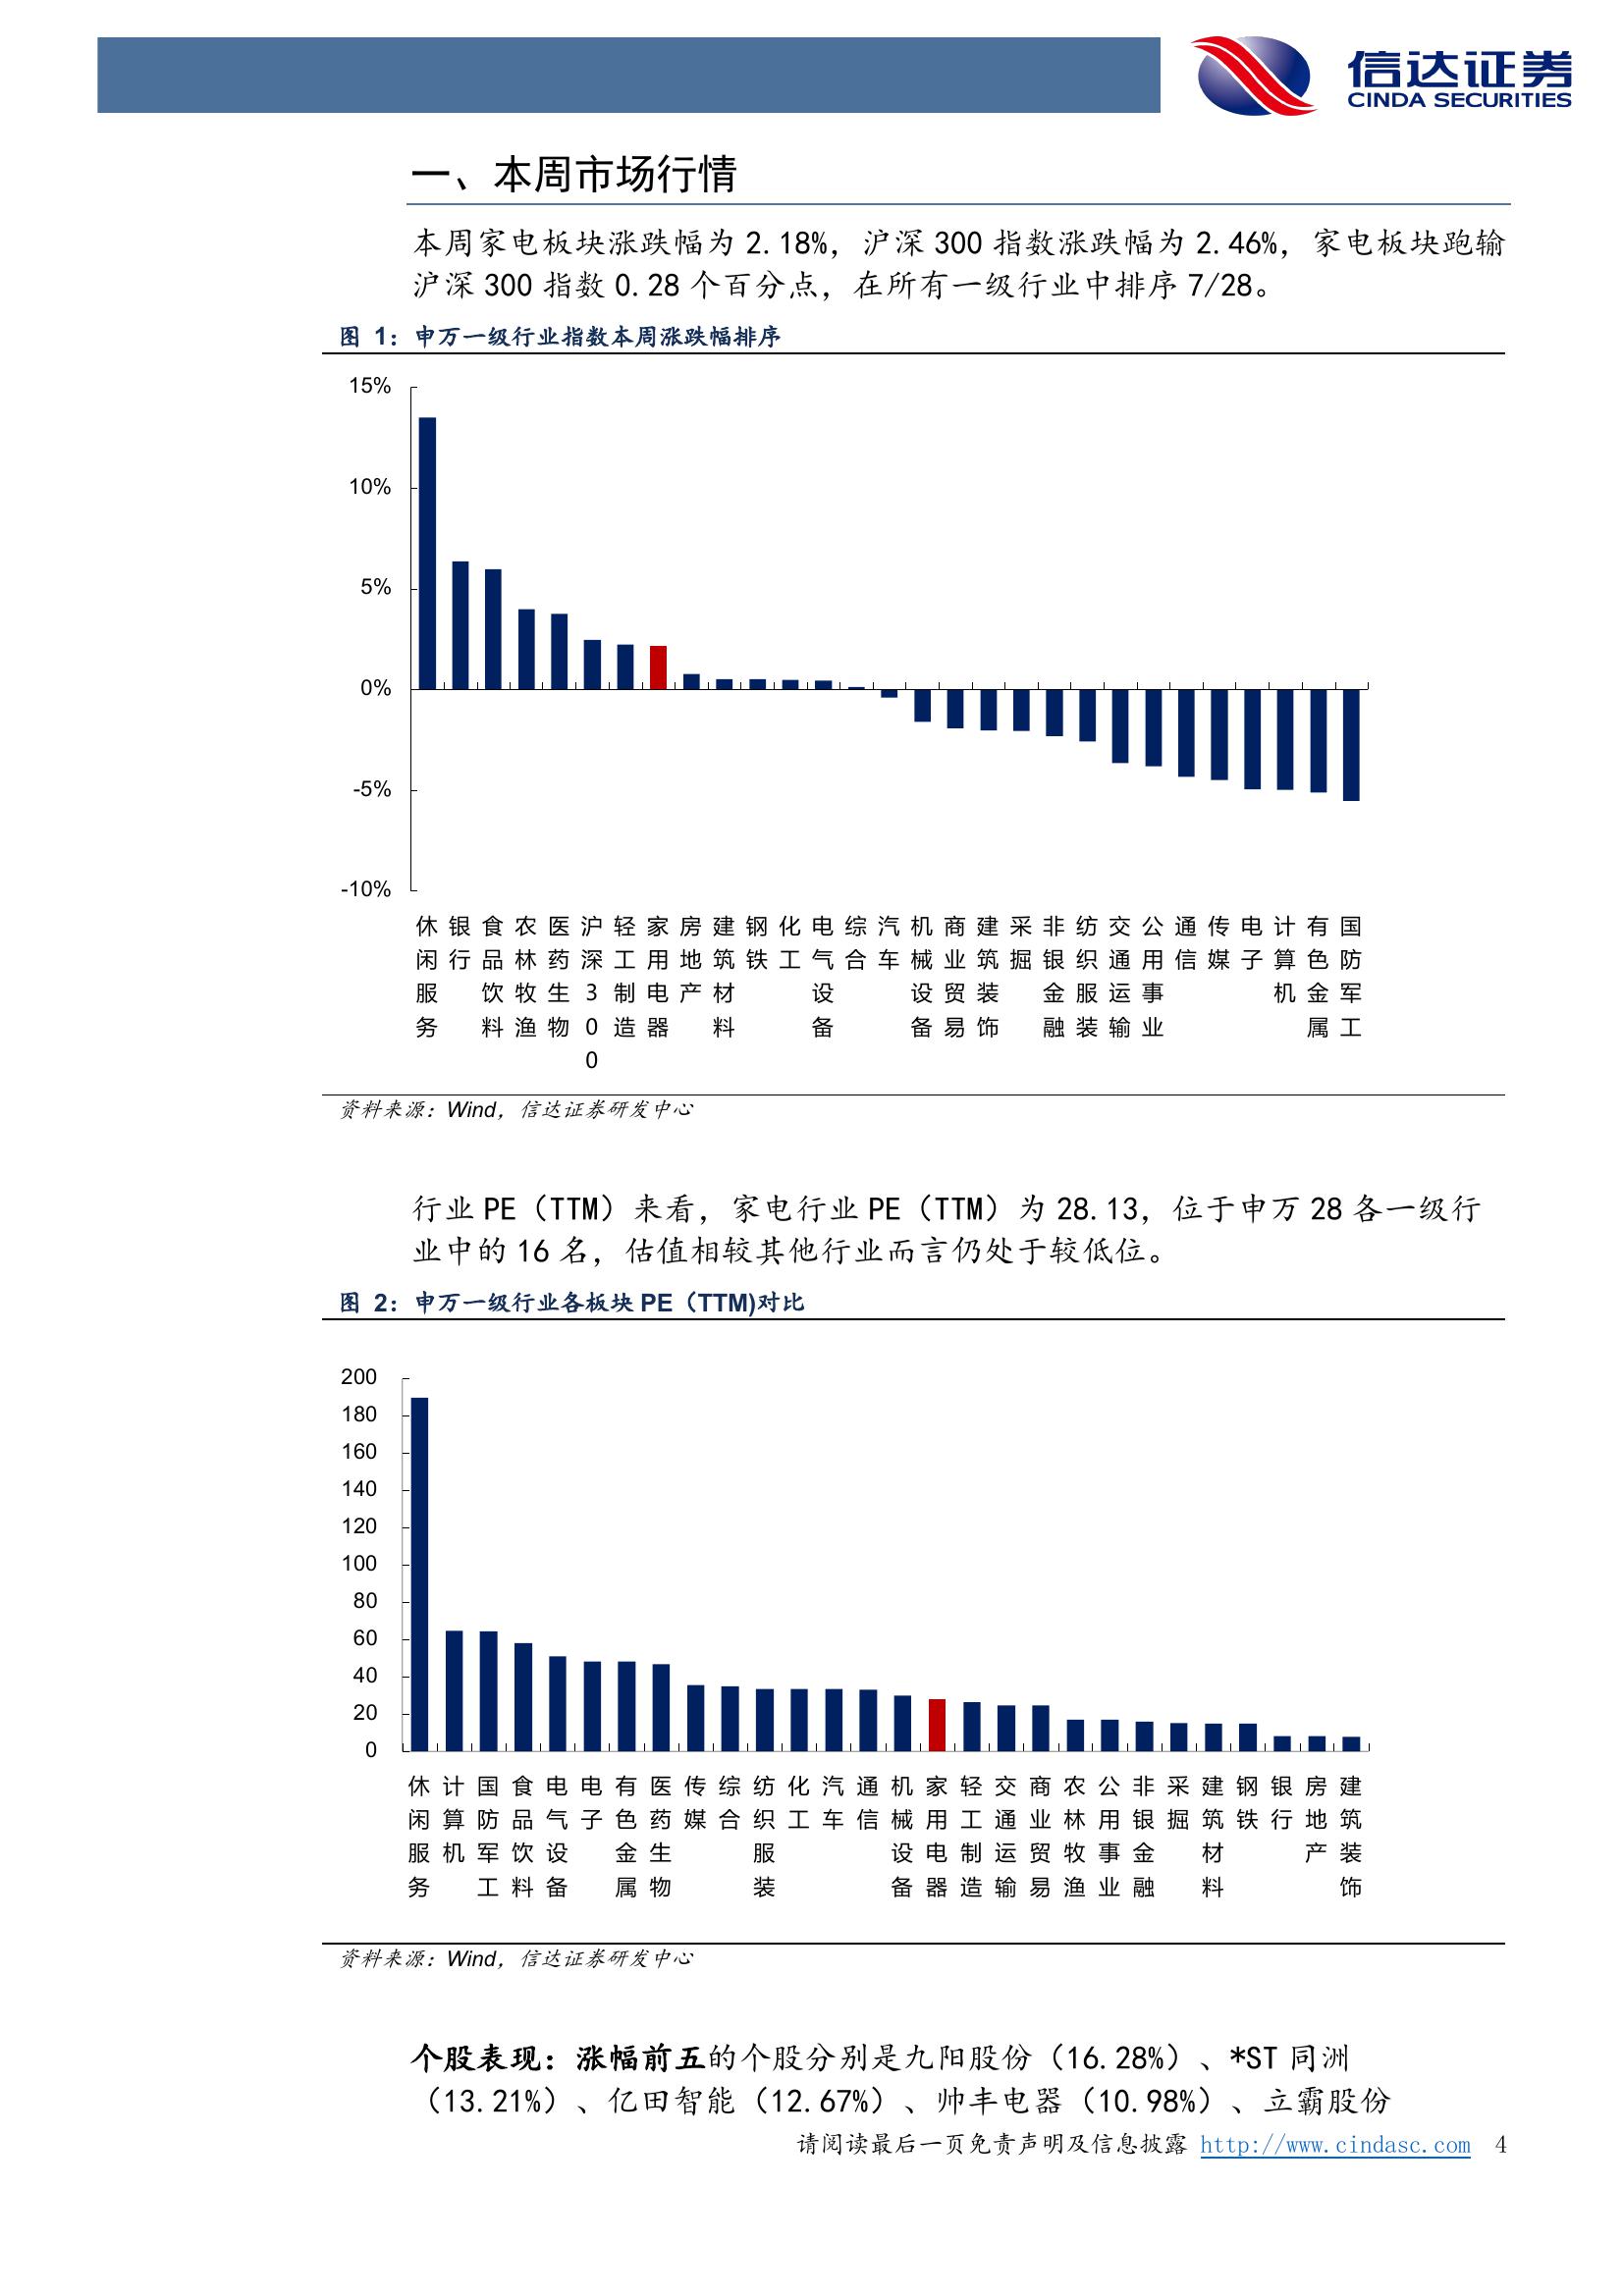 信达证券
CINDA SECURITIES
一、本周市场行情
本周家电板块涨跌幅为 2.18%，沪深 300 指数涨跌幅为 2.46%，家电板块跑输
沪深 300 指数 0.28 个百分点，在所有一级行业中排序 7/28。
图 1：申万一级行业指数本周涨跌幅排序
15%
10%
5%
0%
-5%
-10%
休闲服务 银行 食品饮料 农林牧渔 医药生物 沪深300 轻工制造 家用电器 房地产 建筑材料 钢铁 化工 电气设备 综合 汽车 机械设备 商业贸易 建筑装饰 采掘 非银金融 纺织服装 交通运输 公用事业 通信 传媒 电子 计算机 有色金属 国防军工
资料来源：Wind，信达证券研发中心
行业 PE（TTM）来看，家电行业 PE（TTM）为 28.13，位于申万 28 各一级行
业中的 16 名，估值相较其他行业而言仍处于较低位。
图 2：申万一级行业各板块 PE（TTM)对比
200
180
160
140
120
100
80
60
40
20
0
休闲服务 计算机 国防军工 食品饮料 电气设备 电子 有色金属 医药生物 传媒 综合 纺织服装 化工 汽车 通信 机械设备 家用电器 轻工制造 交通运输 商业贸易 农林牧渔 公用事业 非银金融 采掘 建筑材料 钢铁 银行 房地产 建筑装饰
资料来源：Wind，信达证券研发中心
个股表现：涨幅前五的个股分别是九阳股份（16.28%）、*ST 同洲
（13.21%）、亿田智能（12.67%）、帅丰电器（10.98%）、立霸股份
请阅读最后一页免责声明及信息披露 http://www.cindasc.com 4